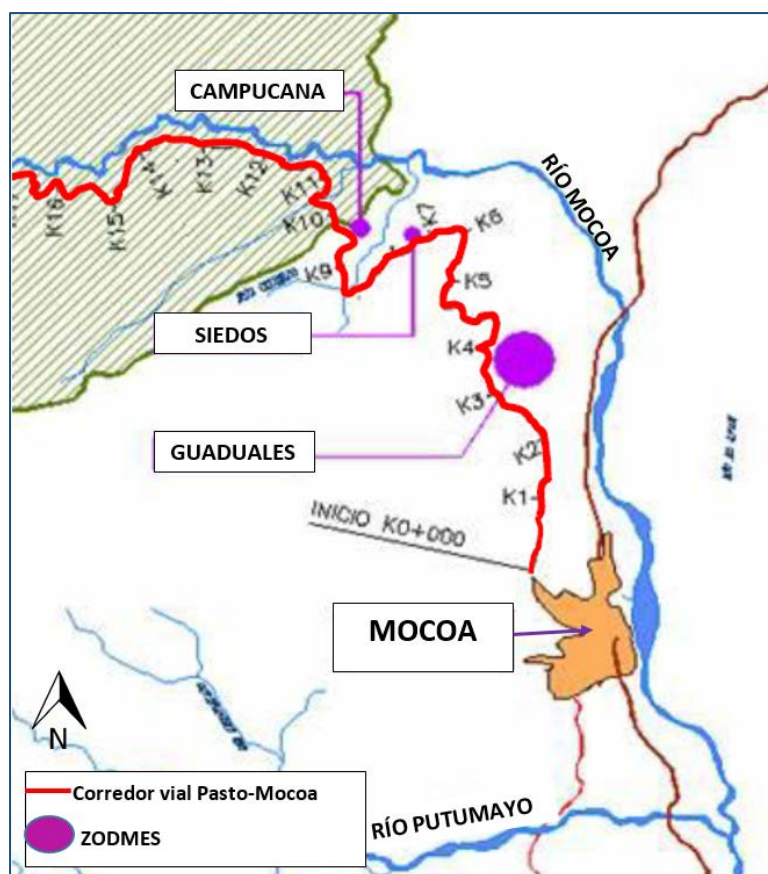 CAMPUCANA
RÍO MOCOA
K16
K15
K14
K13
K12
K11
K10
K9
K7
K6
K5
SIEDOS
K4
K3
GUADUALES
K2
K1
INICIO K0+000
MOCOA
N
Corredor vial Pasto-Mocoa
ZODMES
RÍO PUTUMAYO